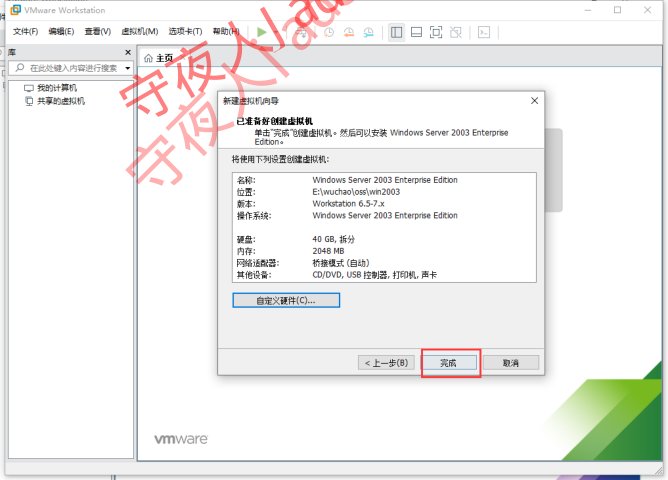 VMware Workstation
文件(F) 编辑(E) 查看(V) 虚拟机(M) 选项卡(T) 帮助(H)
库
在此处键入内容进行搜索
我的计算机
共享的虚拟机
主页
新建虚拟机向导
已准备好创建虚拟机
单击"完成"创建虚拟机。然后可以安装 Windows Server 2003 Enterprise
Edition。
将使用下列设置创建虚拟机:
名称: Windows Server 2003 Enterprise Edition
位置: E:\wuchao\oss\win2003
版本: Workstation 6.5-7.x
操作系统: Windows Server 2003 Enterprise Edition
硬盘: 40 GB, 拆分
内存: 2048 MB
网络适配器: 桥接模式 (自动)
其他设备: CD/DVD, USB 控制器, 打印机, 声卡
自定义硬件(C)...
< 上一步(B) 完成 取消
vmware
守夜人
守夜人